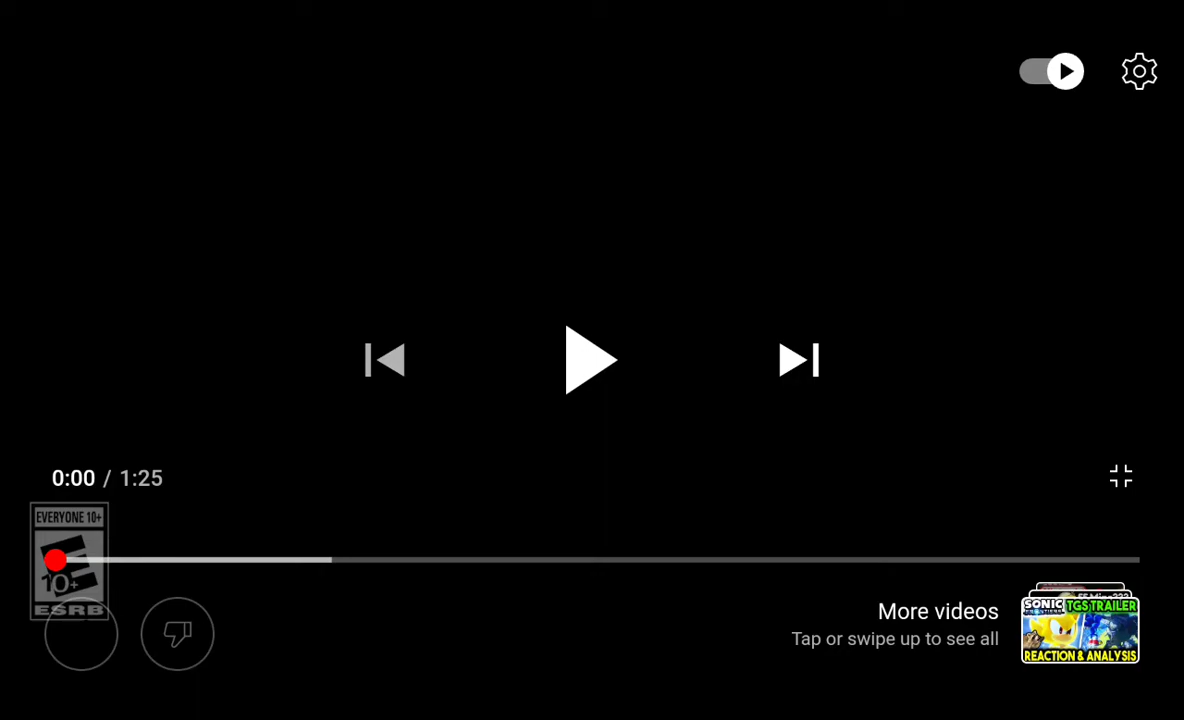 0:00 / 1:25
EVERYONE 10+
E
10+
ESRB
More videos
Tap or swipe up to see all
SONIC TGS TRAILER
REACTION & ANALYSIS